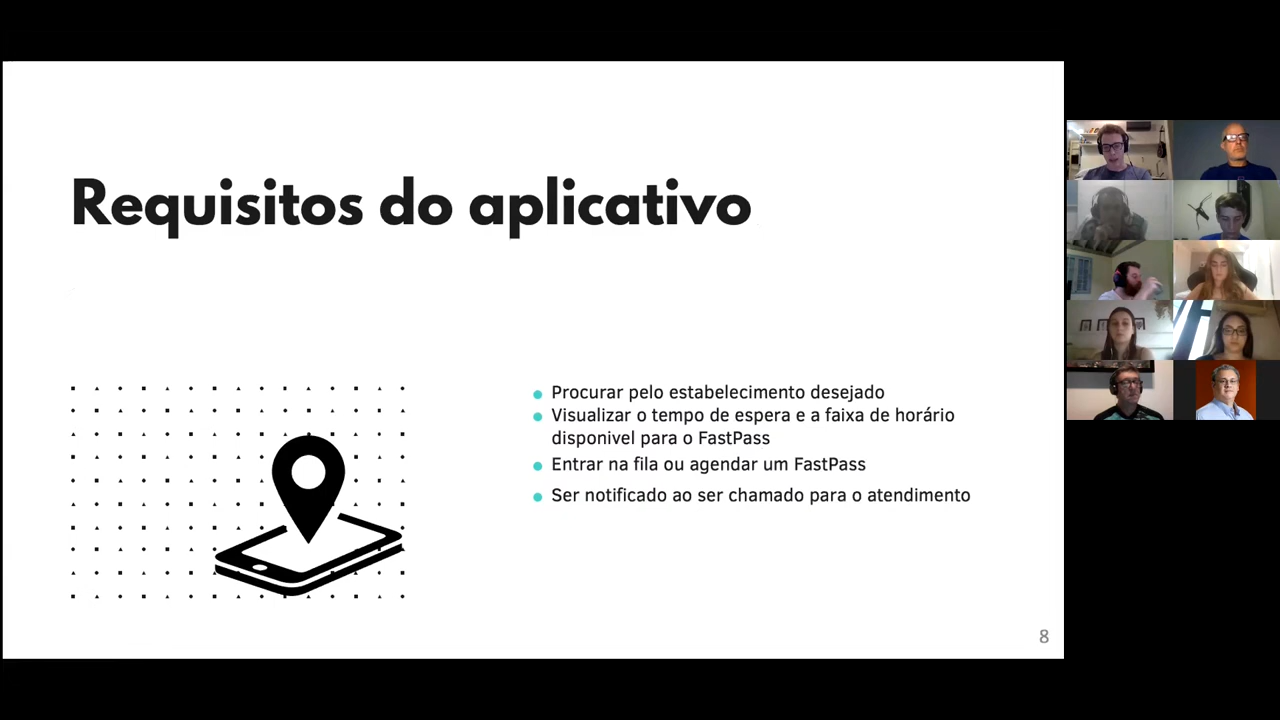 Requisitos do aplicativo
Procurar pelo estabelecimento desejado
Visualizar o tempo de espera e a faixa de horário
disponivel para o FastPass
Entrar na fila ou agendar um FastPass
Ser notificado ao ser chamado para o atendimento
8